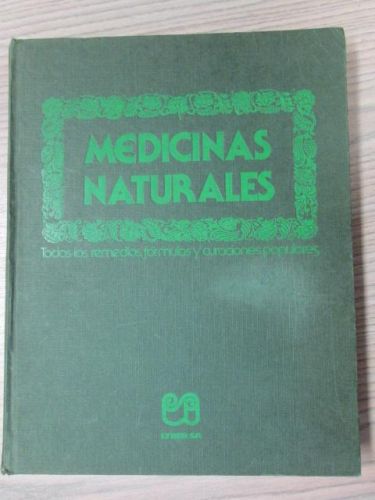 MEDICINAS
NATURALES
Todos los remedios, fórmulas y curaciones populares